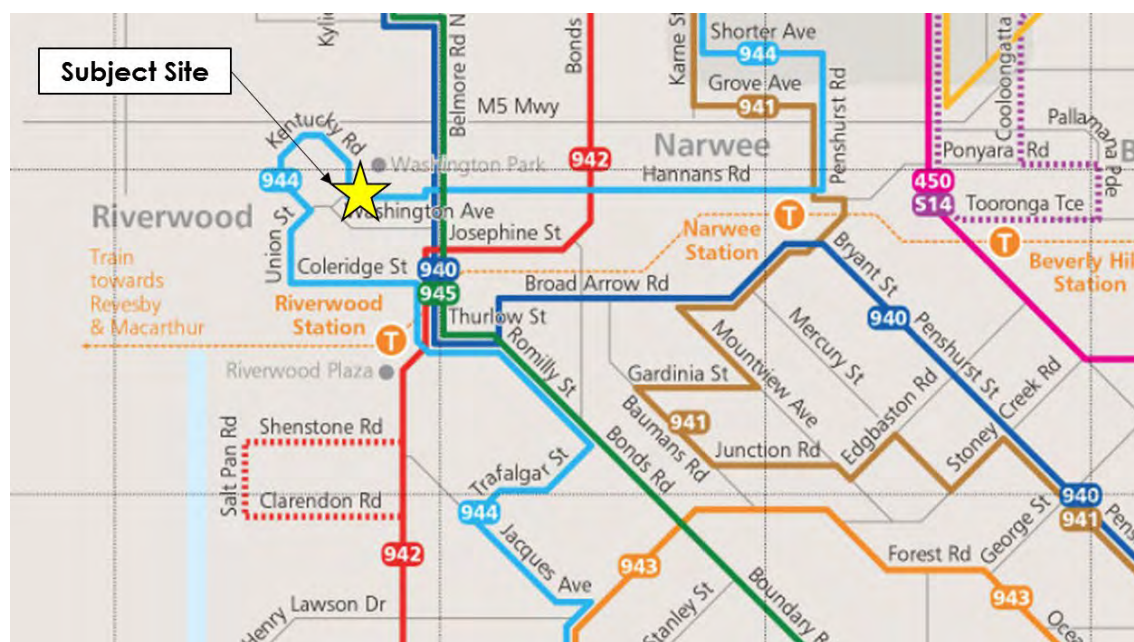 Subject Site
Kylie
Belmore Rd N
Bonds
Karne St
Shorter Ave
944
Grove Ave
941
Penshurst Rd
Cooloongatta
M5 Mwy
Kentucky Rd
Washington Park
942
Narwee
Hannans Rd
Pallamana Pde
Ponyara Rd
B
944
450
S14
Tooronga Tce
Riverwood
Washington Ave
Josephine St
Union St
Narwee
Station
T
T
Beverly Hil
Station
Train
towards
Revesby
& Macarthur
Coleridge St
940
945
Broad Arrow Rd
Bryant St
Riverwood
Station
T
Thurlow St
940
Riverwood Plaza
Romilly St
Mountview Ave
Mercury St
Penshurst St
Gardinia St
941
Baumans Rd
Junction Rd
Edgbaston Rd
Stoney Creek Rd
Salt Pan Rd
Shenstone Rd
Clarendon Rd
Trafalgar St
Bonds Rd
944
940
941
Pens
942
Jacques Ave
943
Forest Rd
George St
943
Oce
Henry Lawson Dr
Stanley St
Boundary R